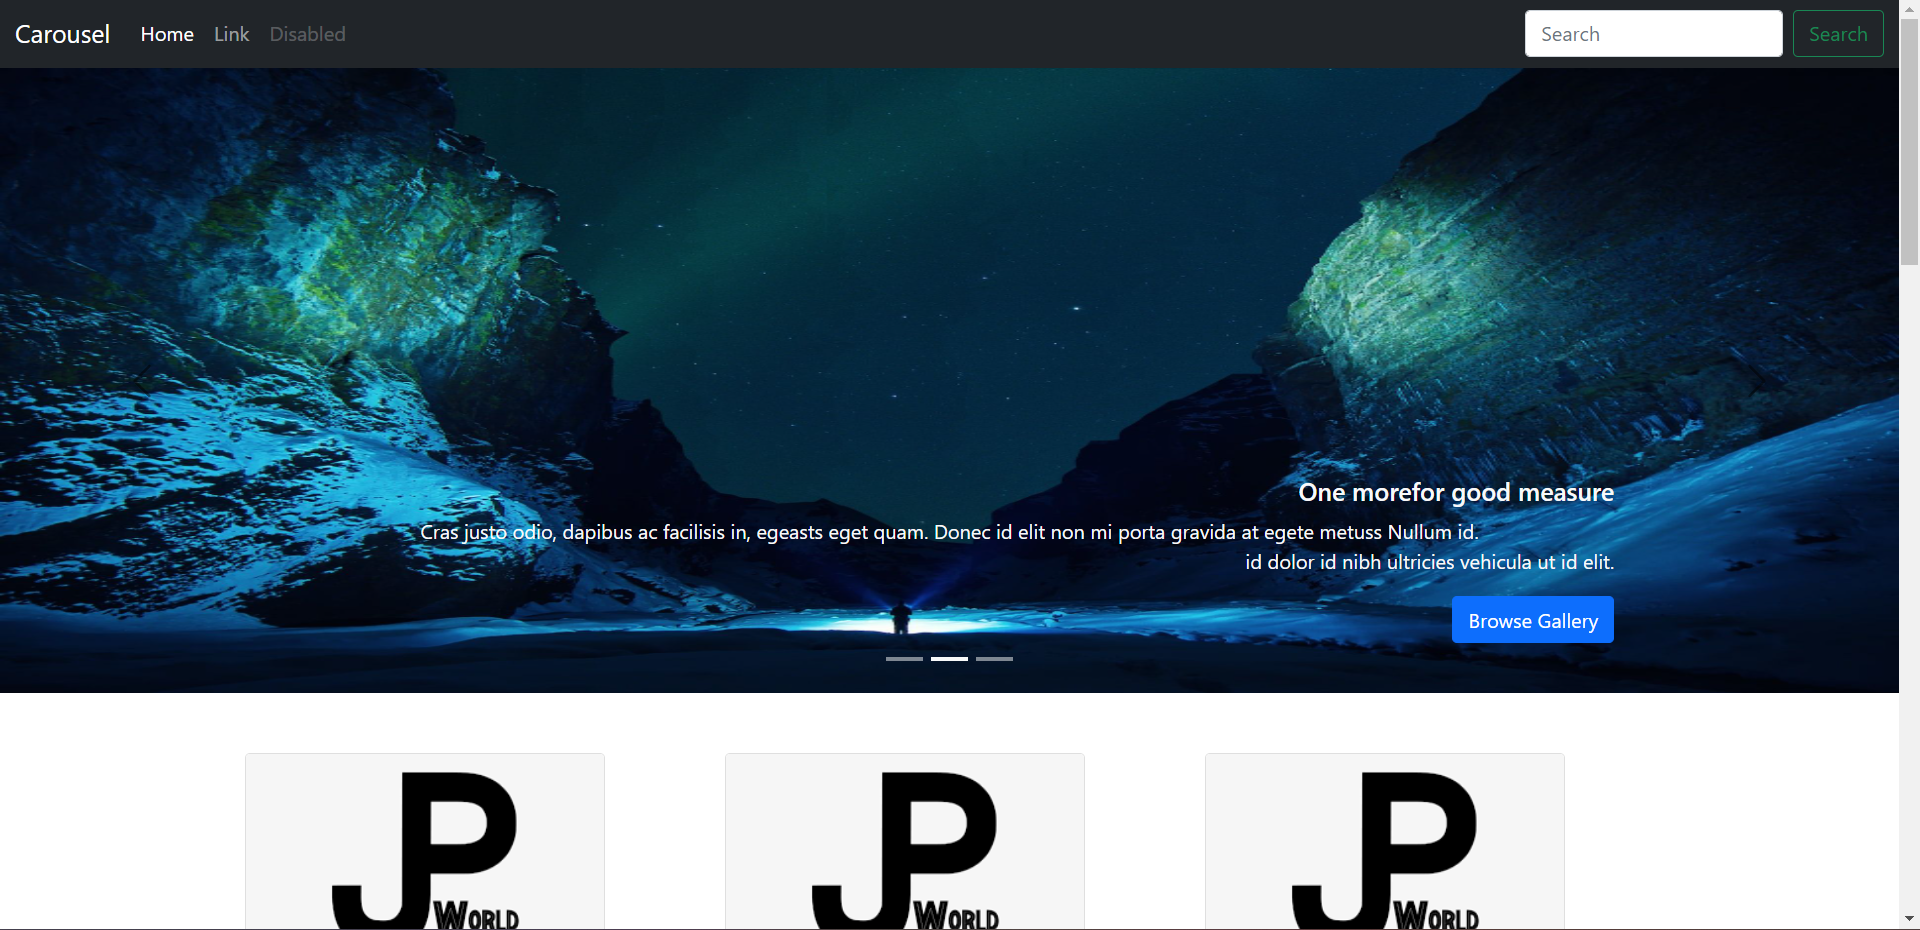 Carousel Home Link Disabled Search Search
One morefor good measure
Cras justo odio, dapibus ac facilisis in, egeasts eget quam. Donec id elit non mi porta gravida at egete metuss Nullum id.
id dolor id nibh ultricies vehicula ut id elit.
Browse Gallery
JP JP JP
WORLD WORLD WORLD